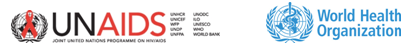 UNAIDS
JOINT UNITED NATIONS PROGRAMME ON HIV/AIDS
UNHCR UNODC
UNICEF ILO
WFP UNESCO
UNDP WHO
UNFPA WORLD BANK
World Health
Organization